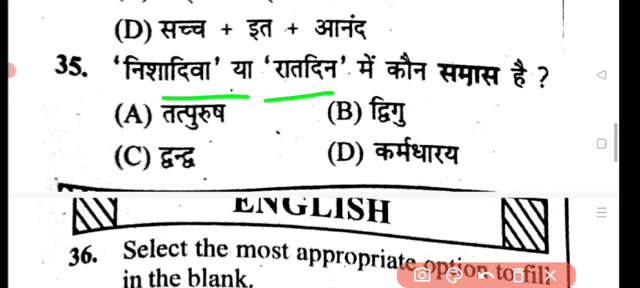 (D) सच्च + इत + आनंद
35. 'निशादिवा' या 'रातदिन' में कौन समास है ?
(A) तत्पुरुष (B) द्विगु
(C) द्वन्द्व (D) कर्मधारय
ENGLISH
36. Select the most appropriate option to fill
in the blank.